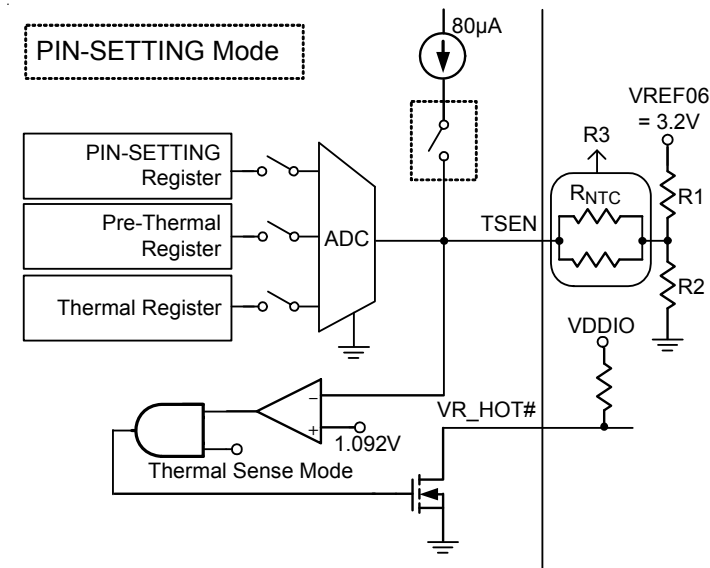 PIN-SETTING Mode
80µA
VREF06
= 3.2V
R3
PIN-SETTING
Register
RNTC
R1
Pre-Thermal
Register
ADC
TSEN
R2
Thermal Register
VDDIO
–
+
VR_HOT#
1.092V
Thermal Sense Mode